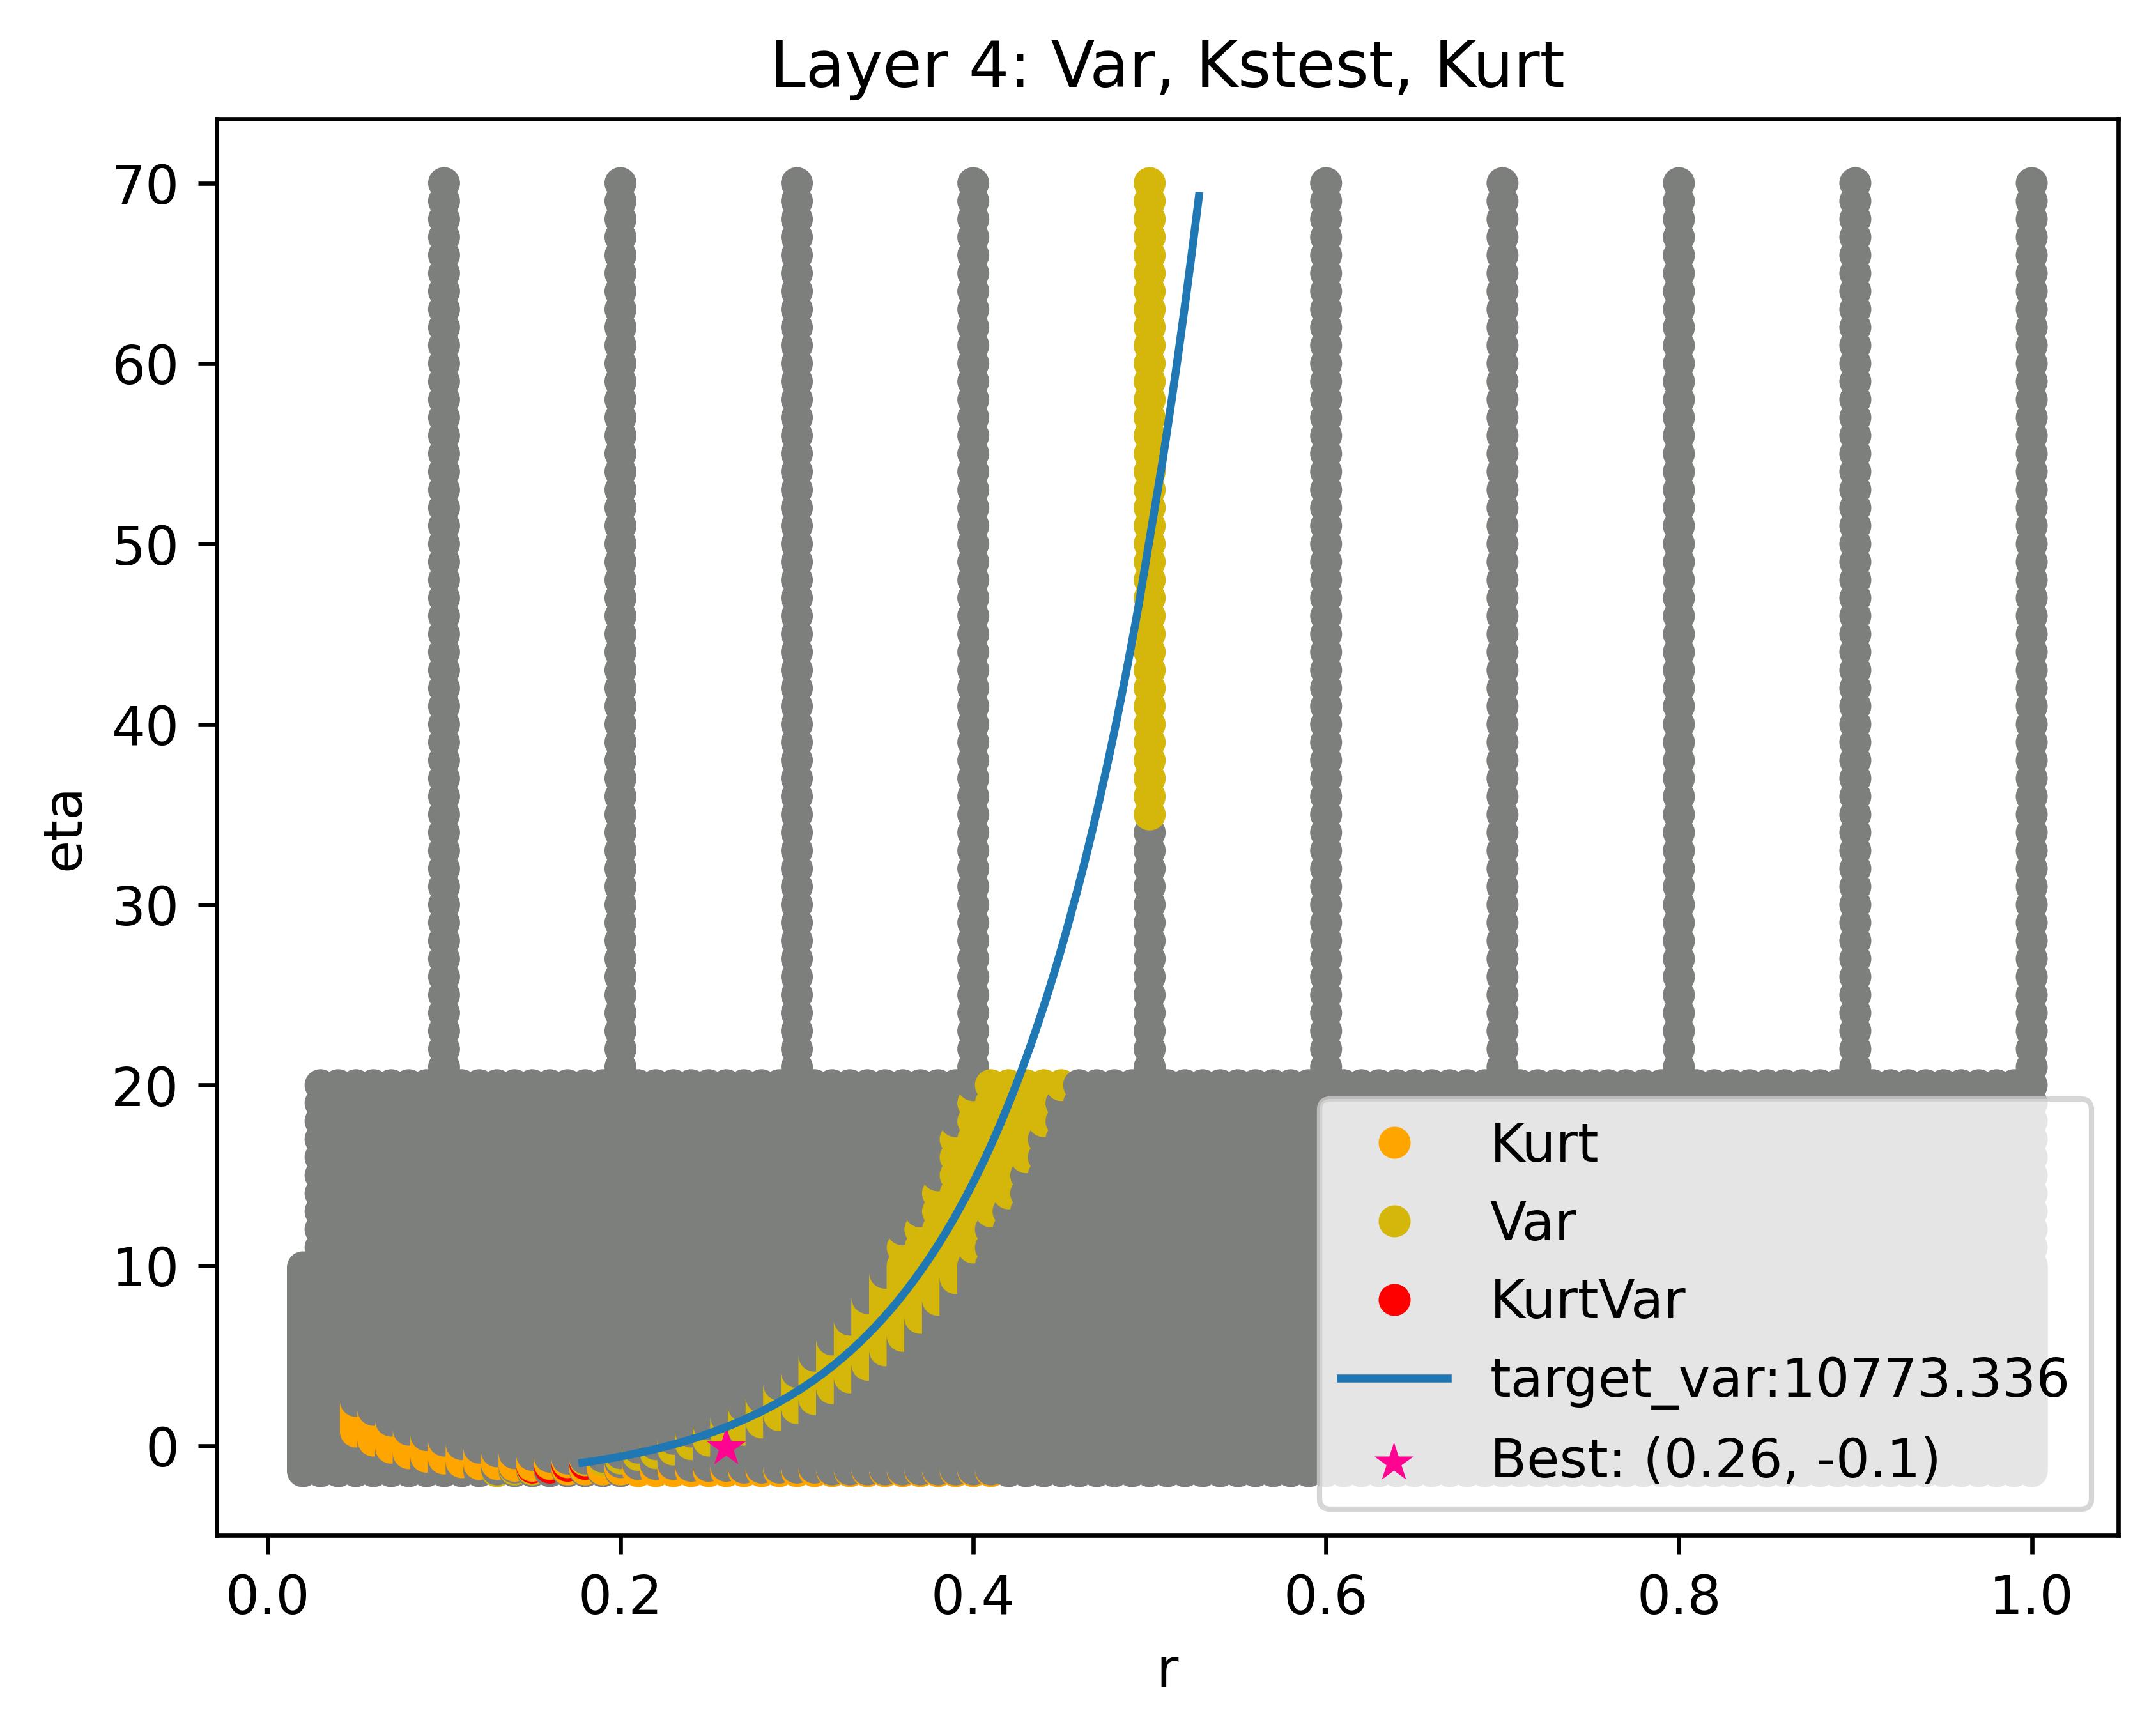 Layer 4: Var, Kstest, Kurt
70
60
50
40
30
20
10
0
eta
0.0 0.2 0.4 0.6 0.8 1.0
r
Kurt
Var
KurtVar
target_var:10773.336
Best: (0.26, -0.1)